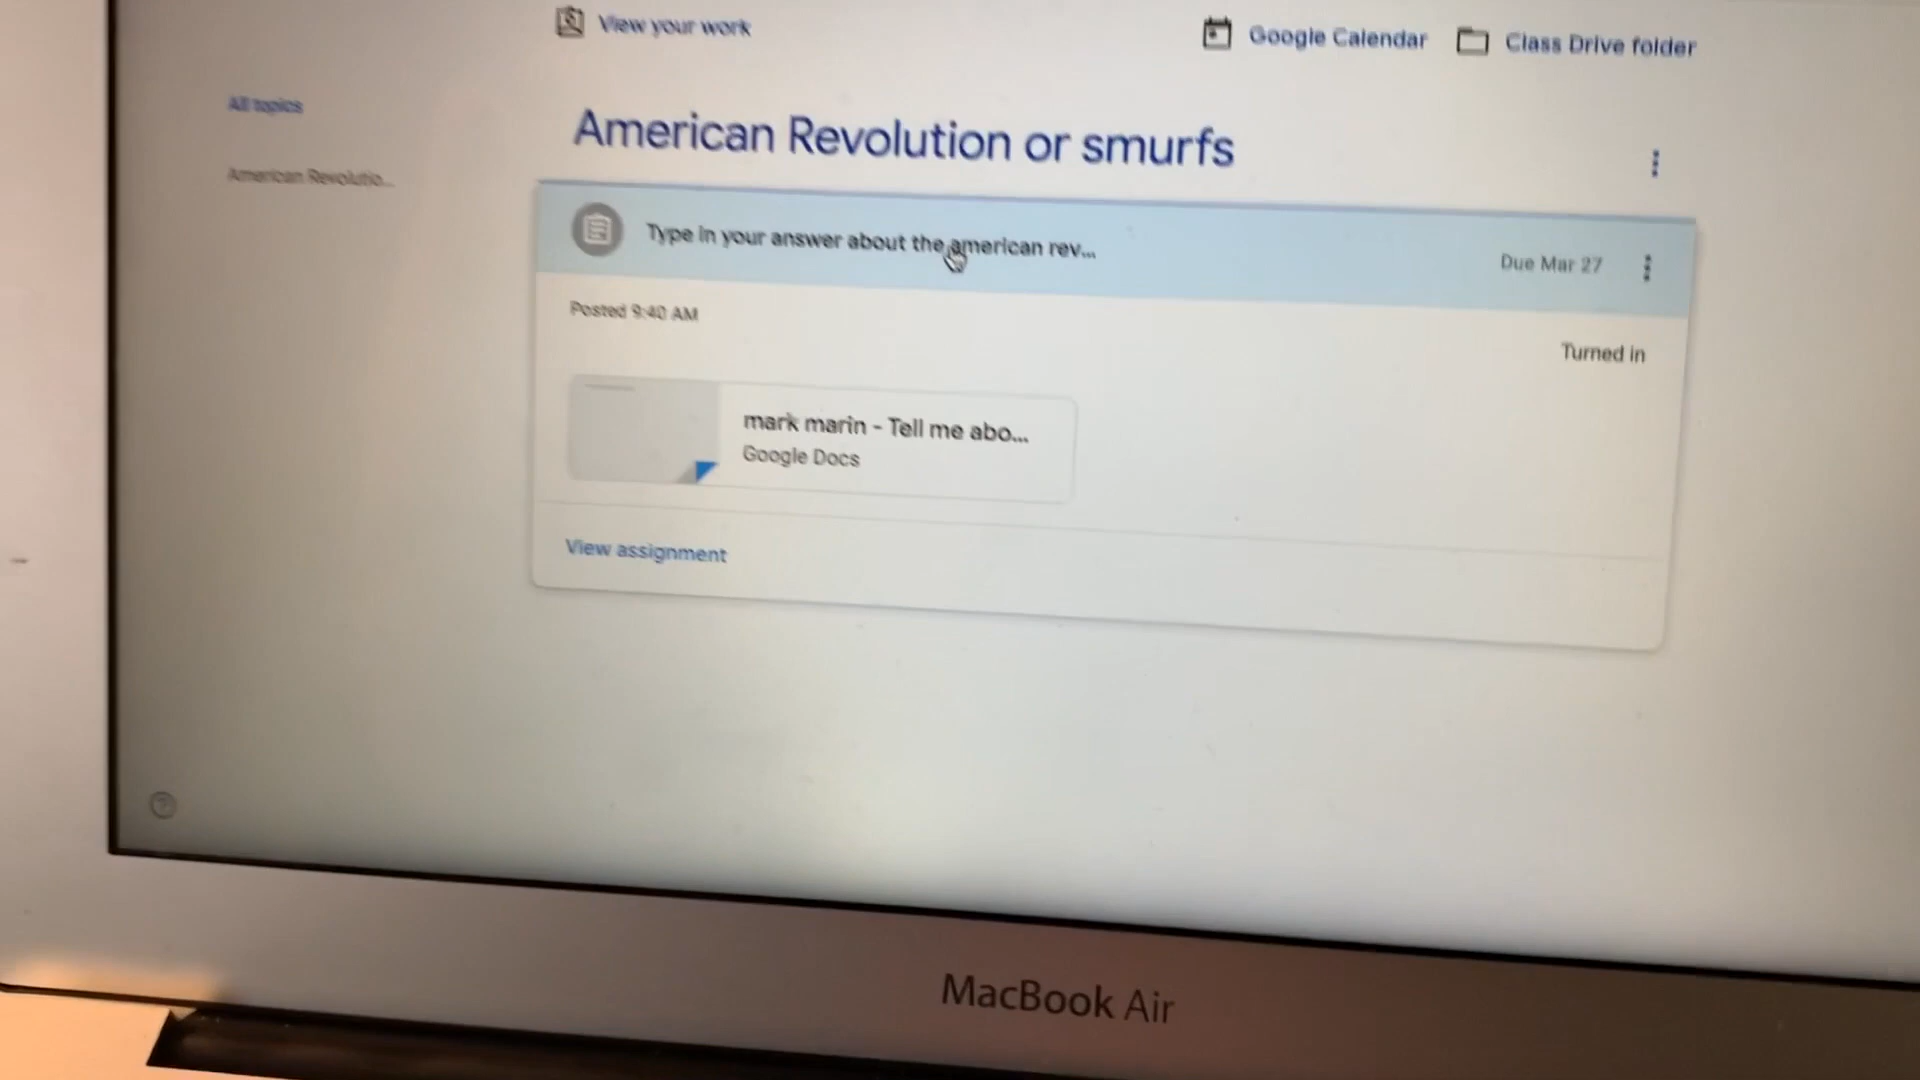 View your work
Google Calendar
Class Drive folder
All topics
American Revolutio...
American Revolution or smurfs
Type in your answer about the american rev...
Due Mar 27
Posted 9:40 AM
Turned in
mark marin - Tell me abo...
Google Docs
View assignment
?
MacBook Air